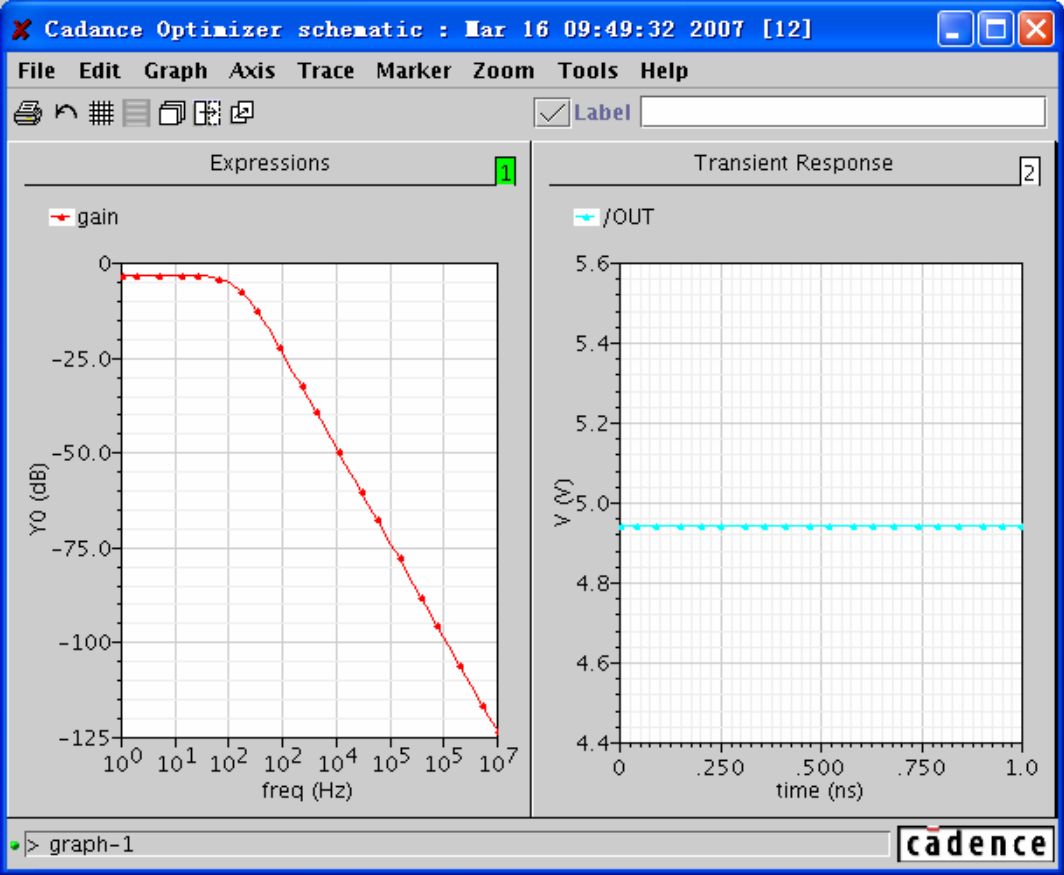 Cadance Optimizer schematic : Mar 16 09:49:32 2007 [12]
File Edit Graph Axis Trace Marker Zoom Tools Help
Label
Expressions
1
gain
0
-25.0
-50.0
-75.0
-100
-125
Y0 (dB)
10^0 10^1 10^2 10^2 10^4 10^5 10^5 10^7
freq (Hz)
Transient Response
2
/OUT
5.6
5.4
5.2
5.0
4.8
4.6
4.4
V (V)
0 .250 .500 .750 1.0
time (ns)
> graph-1
cādence